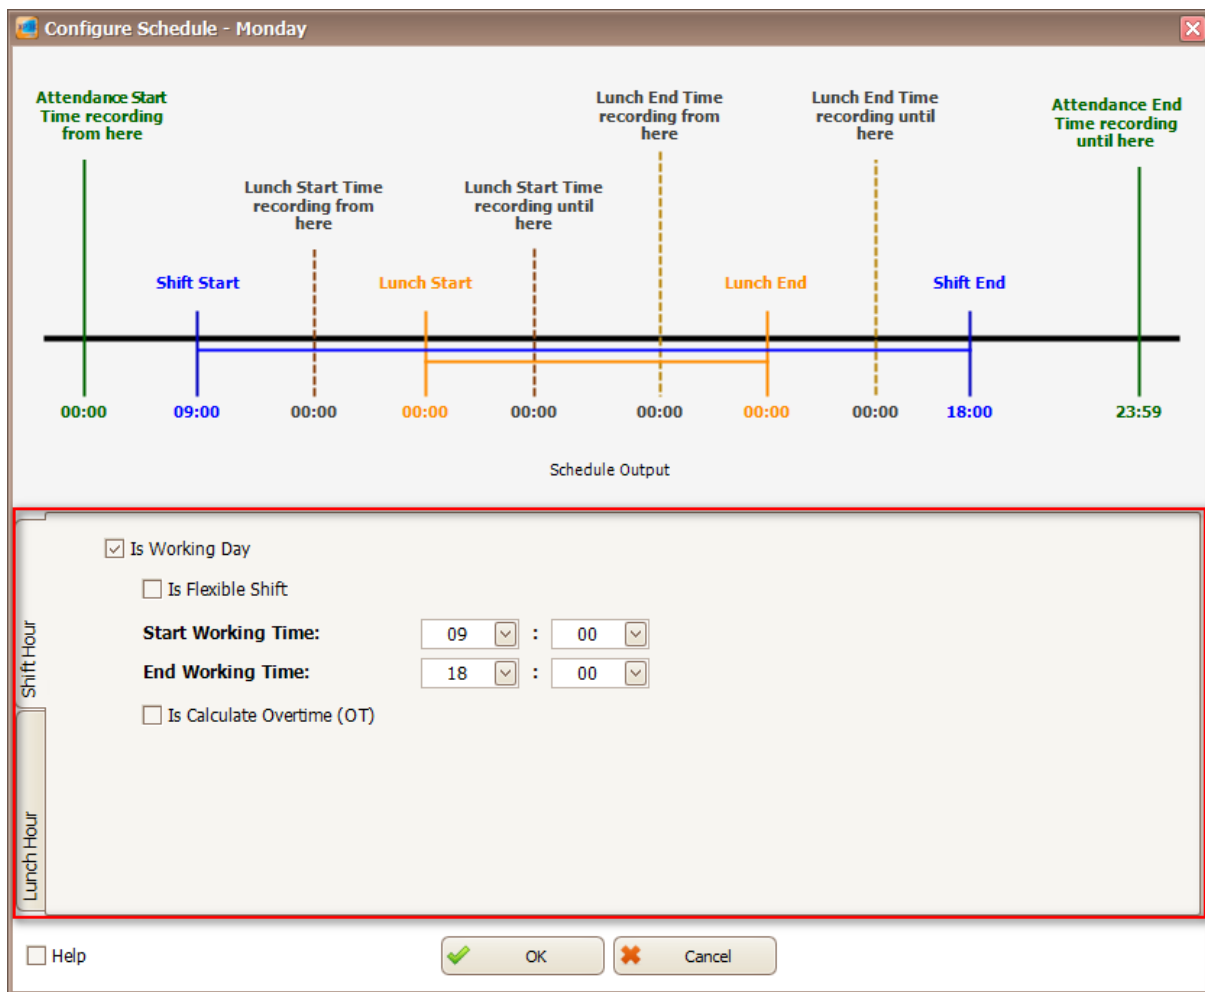 Configure Schedule - Monday
Attendance Start
Time recording
from here
Lunch End Time
recording from
here
Lunch End Time
recording until
here
Attendance End
Time recording
until here
Lunch Start Time
recording from
here
Lunch Start Time
recording until
here
Shift Start
Lunch Start
Lunch End
Shift End
00:00
09:00
00:00
00:00
00:00
00:00
00:00
00:00
18:00
23:59
Schedule Output
Shift Hour
Lunch Hour
Is Working Day
Is Flexible Shift
Start Working Time: 09 : 00
End Working Time: 18 : 00
Is Calculate Overtime (OT)
Help
OK
Cancel